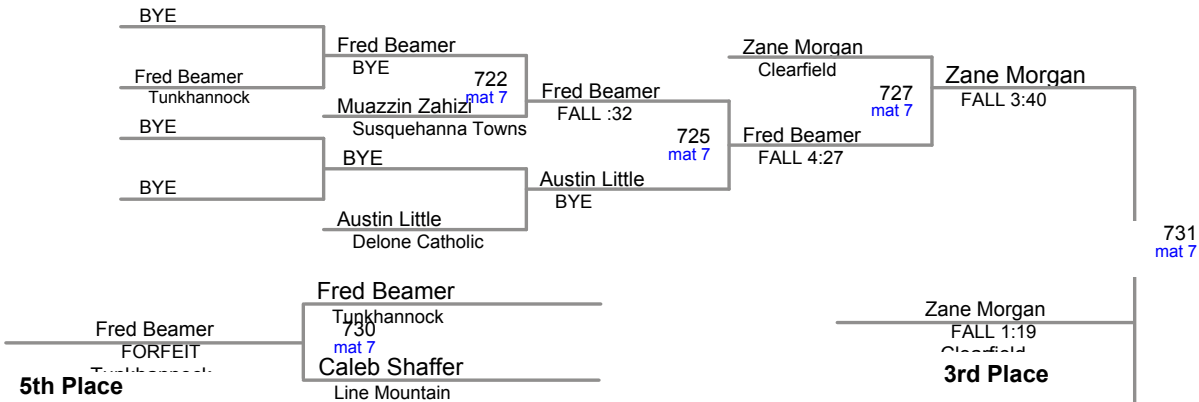 BYE
Fred Beamer
Zane Morgan
Fred Beamer
BYE
Clearfield
Zane Morgan
Tunkhannock
722
mat 7
Fred Beamer
727
mat 7
FALL 3:40
Muazzin Zahizi
FALL :32
BYE
Susquehanna Towns
725
mat 7
Fred Beamer
FALL 4:27
BYE
BYE
Austin Little
BYE
Austin Little
Delone Catholic
731
mat 7
Fred Beamer
Tunkhannock
Zane Morgan
Fred Beamer
730
mat 7
FALL 1:19
FORFEIT
Clearfield
Tunkhannock
Caleb Shaffer
5th Place
3rd Place
Line Mountain